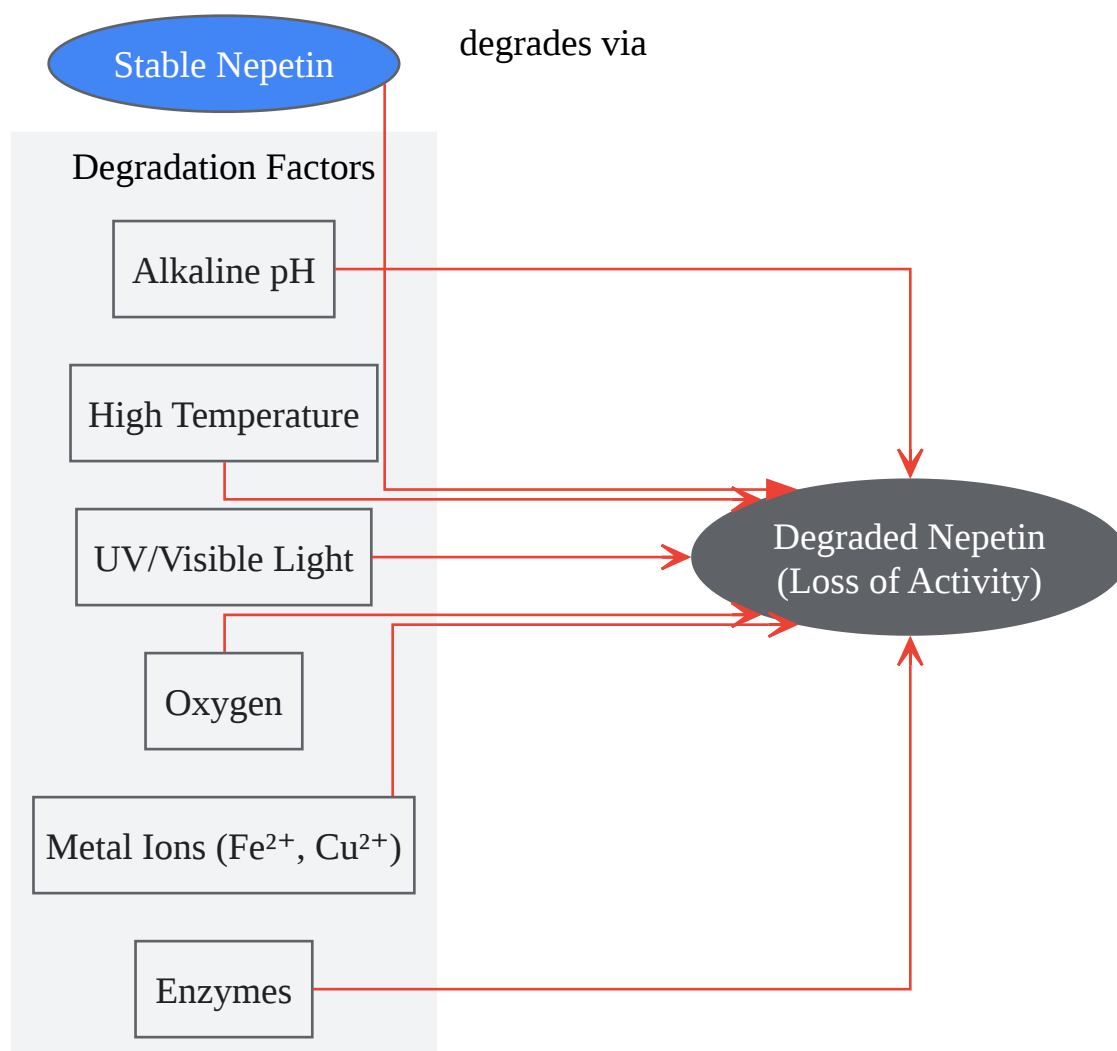 Stable Nepetin
degrades via
Degradation Factors
Alkaline pH
High Temperature
UV/Visible Light
Degraded Nepetin
(Loss of Activity)
Oxygen
Metal Ions (Fe²⁺, Cu²⁺)
Enzymes